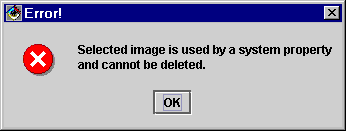 Error!
Selected image is used by a system property
and cannot be deleted.
OK